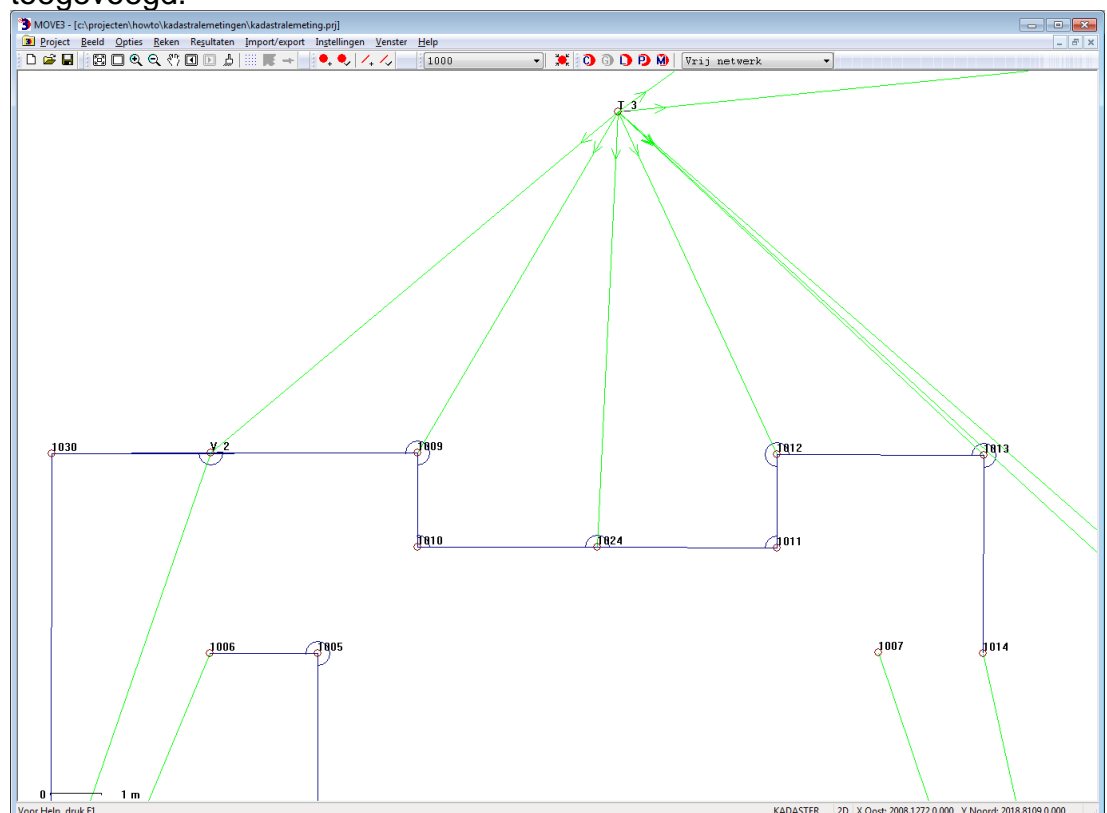 toegevoegd.
MOVE3 - [c:\projecten\howto\kadastralemetingen\kadastralemeting.prj]
Project Beeld Opties Reken Resultaten Import/export Instellingen Venster Help
1000 C G L P M Vrij netwerk
T_3
1030 V_2 1009 1012 1013
1010 1024 1011
1006 1005 1007 1014
0 1 m
Voor Help, druk F1 KADASTER 2D X Oost: 2008.1272 0.000 Y Noord: 2018.8109 0.000